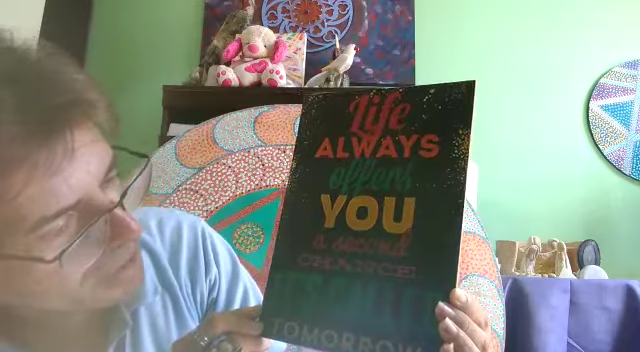 Life
ALWAYS
offers
YOU
a second
CHANCE
TOMORROW